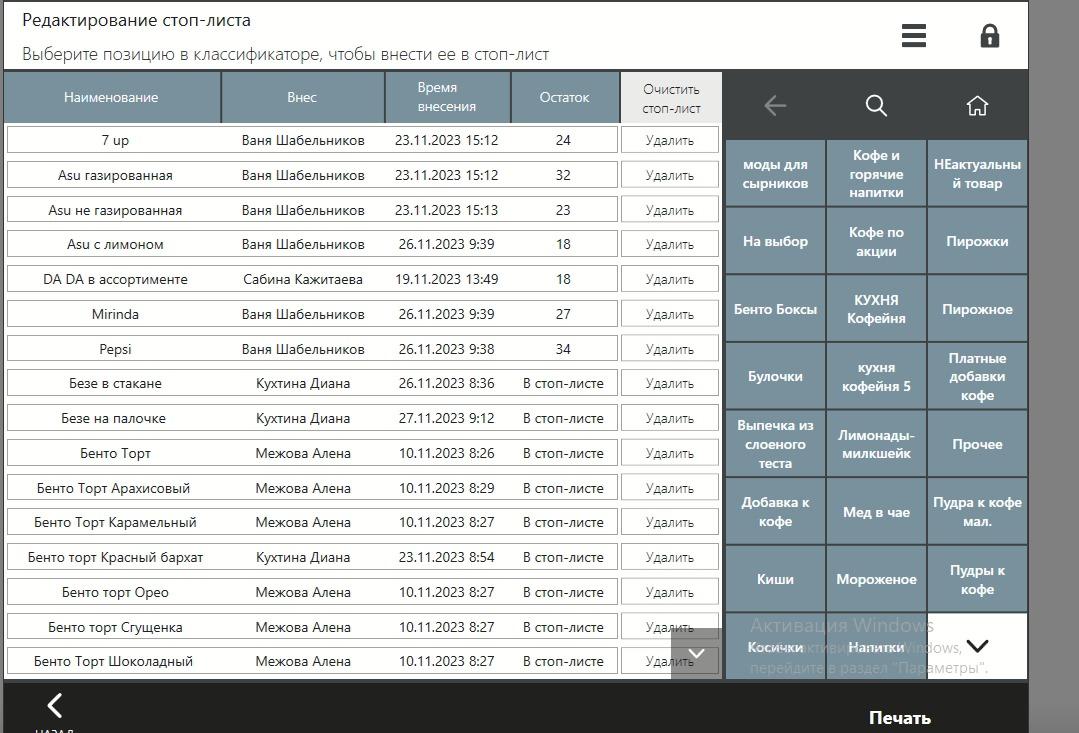 Редактирование стоп-листа
Выберите позицию в классификаторе, чтобы внести ее в стоп-лист
Наименование Внес Время внесения Остаток Очистить стоп-лист
7 up Ваня Шабельников 23.11.2023 15:12 24 Удалить
Asu газированная Ваня Шабельников 23.11.2023 15:12 32 Удалить
Asu не газированная Ваня Шабельников 23.11.2023 15:13 23 Удалить
Asu с лимоном Ваня Шабельников 26.11.2023 9:39 18 Удалить
DA DA в ассортименте Сабина Кажитаева 19.11.2023 13:49 18 Удалить
Mirinda Ваня Шабельников 26.11.2023 9:39 27 Удалить
Pepsi Ваня Шабельников 26.11.2023 9:38 34 Удалить
Безе в стакане Кухтина Диана 26.11.2023 8:36 В стоп-листе Удалить
Безе на палочке Кухтина Диана 27.11.2023 9:12 В стоп-листе Удалить
Бенто Торт Межова Алена 10.11.2023 8:26 В стоп-листе Удалить
Бенто Торт Арахисовый Межова Алена 10.11.2023 8:29 В стоп-листе Удалить
Бенто Торт Карамельный Межова Алена 10.11.2023 8:27 В стоп-листе Удалить
Бенто торт Красный бархат Кухтина Диана 23.11.2023 8:54 В стоп-листе Удалить
Бенто торт Орео Межова Алена 10.11.2023 8:27 В стоп-листе Удалить
Бенто торт Сгущенка Межова Алена 10.11.2023 8:27 В стоп-листе Удалить
Бенто Торт Шоколадный Межова Алена 10.11.2023 8:27 В стоп-листе Удалить
моды для
сырников
Кофе и
горячие
напитки
НЕактуальны
й товар
На выбор
Кофе по
акции
Пирожки
Бенто Боксы
КУХНЯ
Кофейня
Пирожное
Булочки
кухня
кофейня 5
Платные
добавки
кофе
Выпечка из
слоеного
теста
Лимонады-
милкшейк
Прочее
Добавка к
кофе
Мед в чае
Пудра к кофе
мал.
Киши
Мороженое
Пудры к
кофе
Косички
Напитки
Активация Windows
Windows,
перейдите в раздел "Параметры".
НАЗАД
Печать